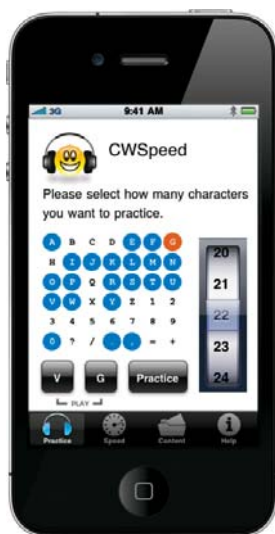 3G 9:41 AM
CWSpeed
Please select how many characters
you want to practice.
A B C D E F G
H I J K L M N
O P Q R S T U
V W X Y Z 1 2
3 4 5 6 7 8 9
0 ? / = +
20
21
22
23
24
V G Practice
PLAY
Practice Speed Content Help